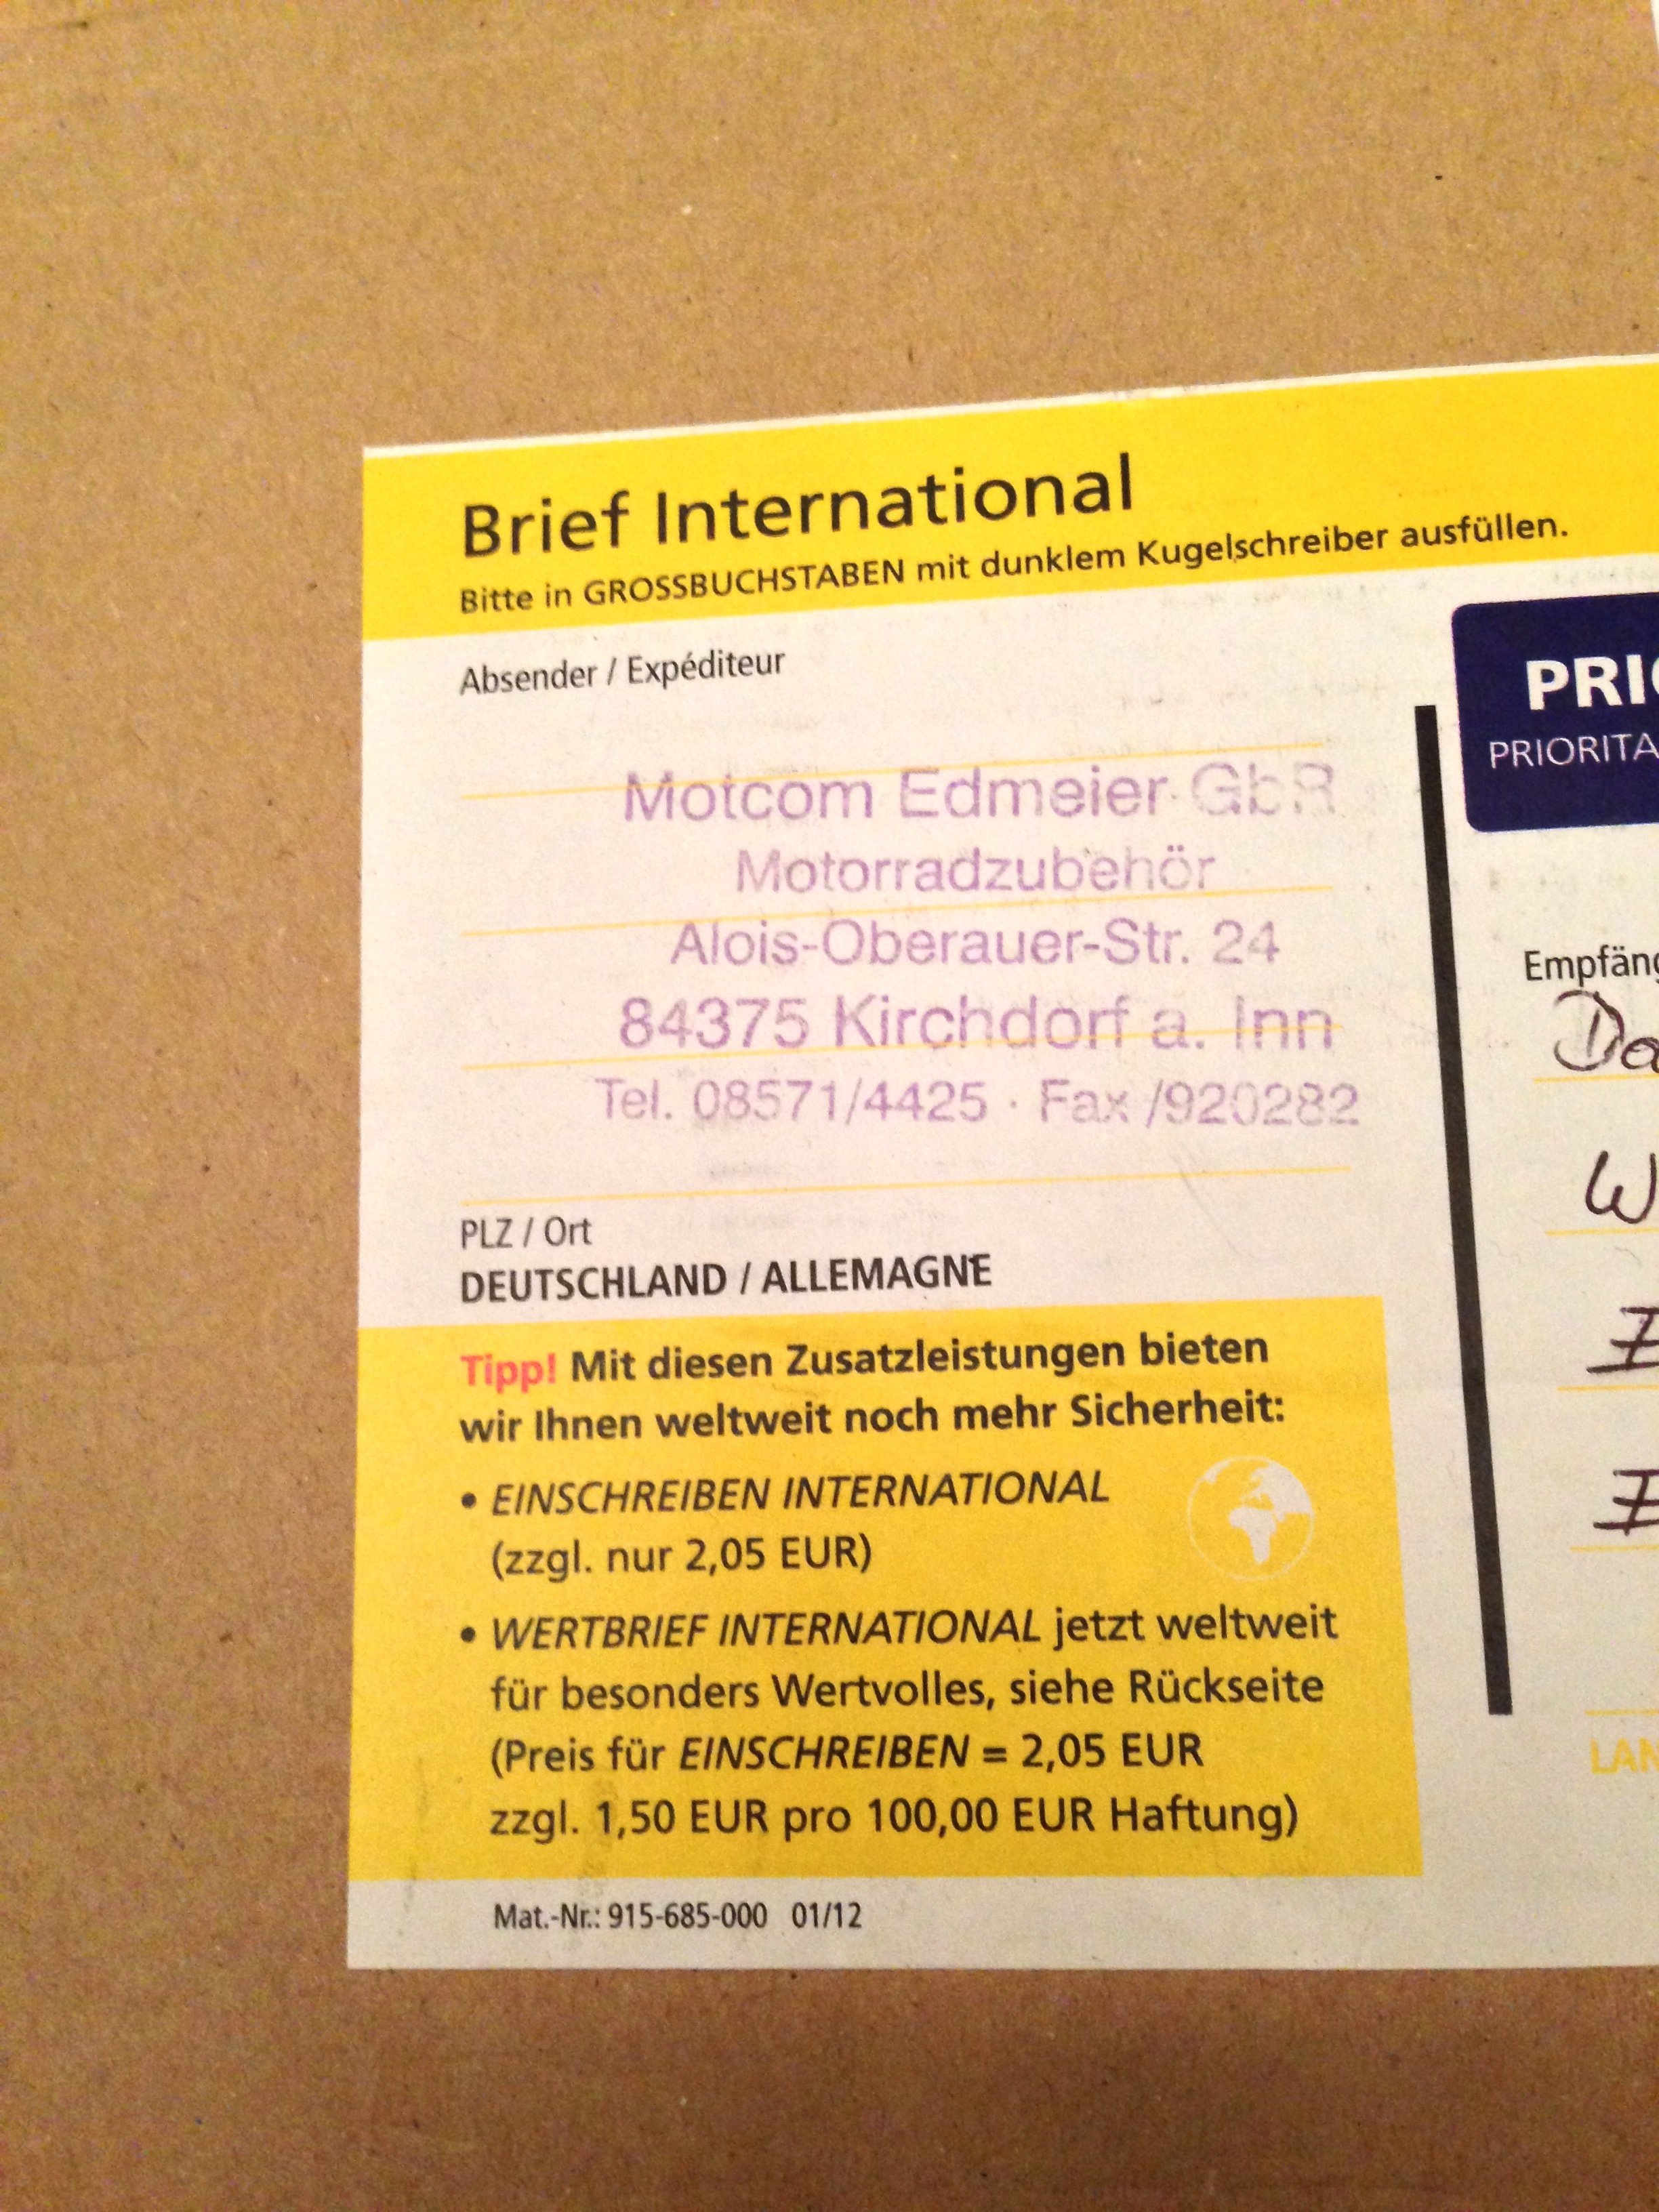 Brief International
Bitte in GROSSBUCHSTABEN mit dunklem Kugelschreiber ausfüllen.
Absender / Expéditeur
Motcom Edmeier GbR
Motorradzubehör
Alois-Oberauer-Str. 24
84375 Kirchdorf a. Inn
Tel. 08571/4425 · Fax /920282
PLZ / Ort
DEUTSCHLAND / ALLEMAGNE
Tipp! Mit diesen Zusatzleistungen bieten
wir Ihnen weltweit noch mehr Sicherheit:
• EINSCHREIBEN INTERNATIONAL
(zzgl. nur 2,05 EUR)
• WERTBRIEF INTERNATIONAL jetzt weltweit
für besonders Wertvolles, siehe Rückseite
(Preis für EINSCHREIBEN = 2,05 EUR
zzgl. 1,50 EUR pro 100,00 EUR Haftung)
Mat.-Nr.: 915-685-000 01/12
PRIO
PRIORITA
Empfäng
Da
W
LAN